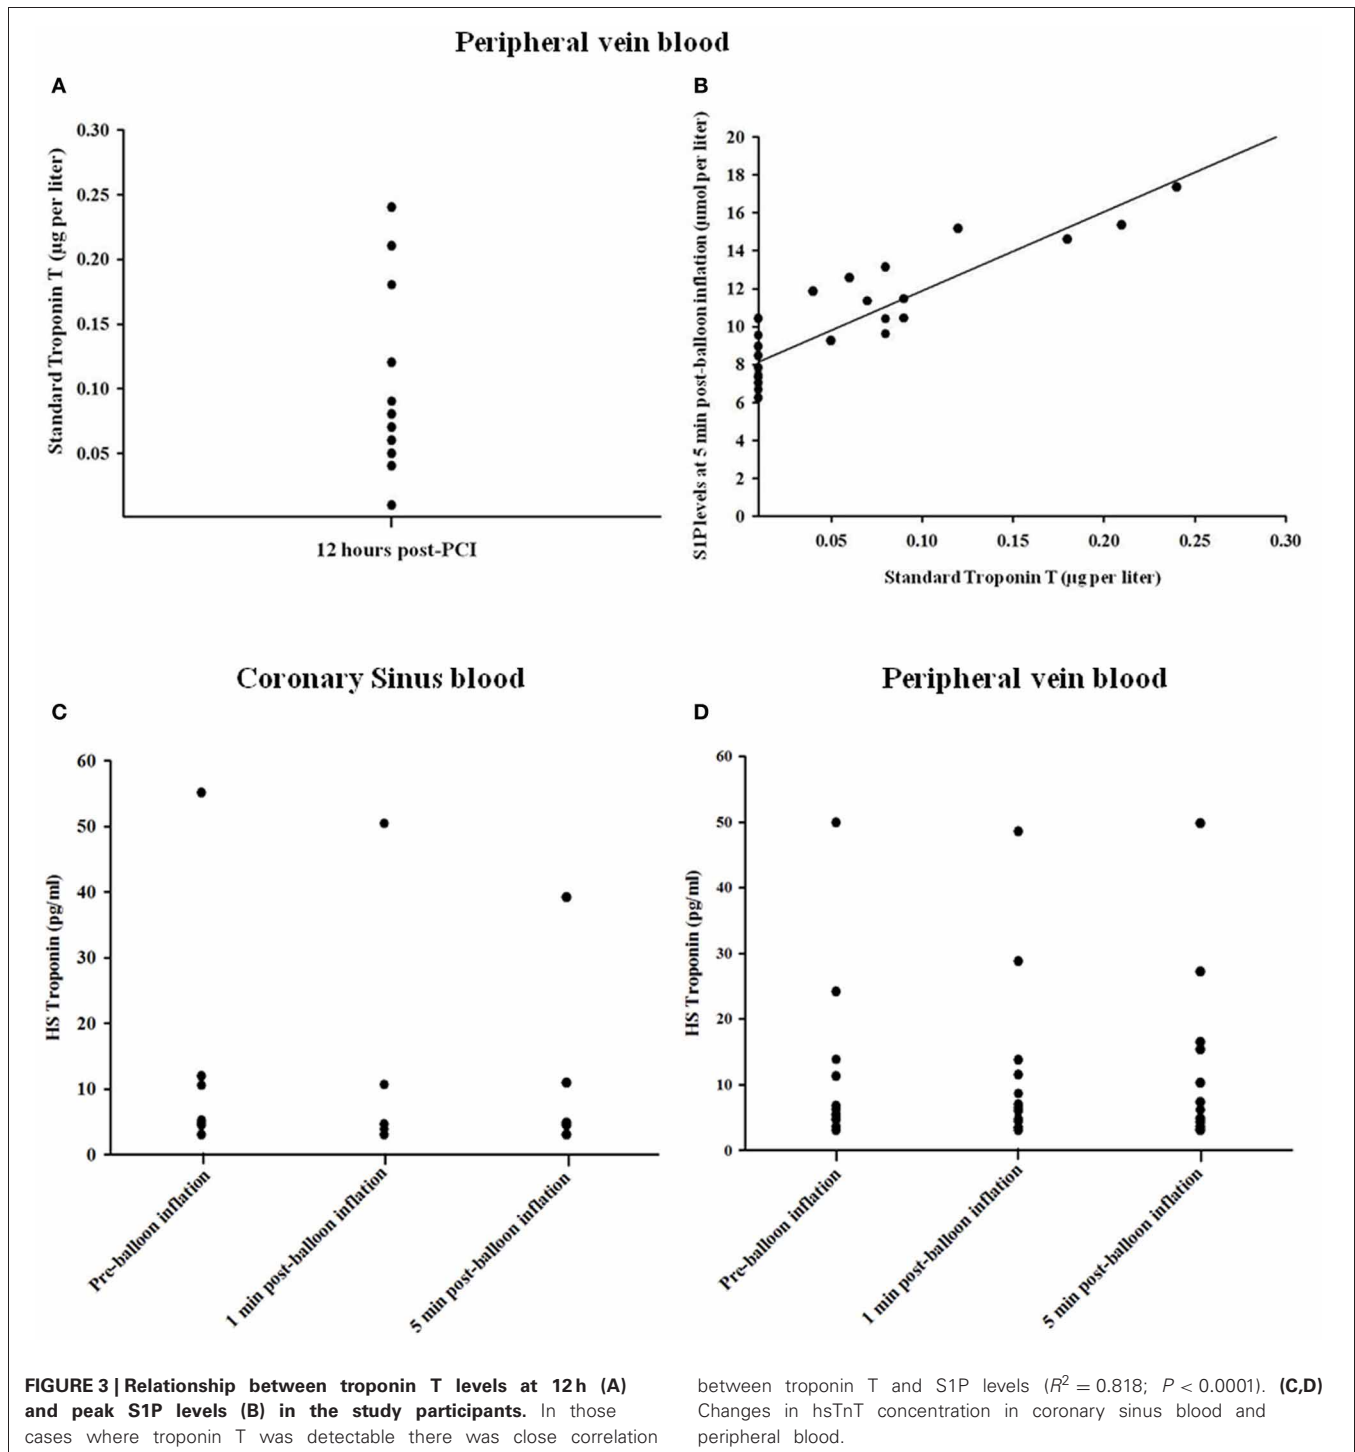 Peripheral vein blood
A
B
0.30
0.25
0.20
0.15
0.10
0.05
Standard Troponin T (µg per liter)
12 hours post-PCI
20
18
16
14
12
10
8
6
4
2
0
S1P levels at 5 min post-balloon inflation (µmol per liter)
0.05 0.10 0.15 0.20 0.25 0.30
Standard Troponin T (µg per liter)
Coronary Sinus blood
Peripheral vein blood
C
D
60
50
40
30
20
10
0
HS Troponin (pg/ml)
Pre-balloon inflation
1 min post-balloon inflation
5 min post-balloon inflation
60
50
40
30
20
10
0
HS Troponin (pg/ml)
Pre-balloon inflation
1 min post-balloon inflation
5 min post-balloon inflation
FIGURE 3 | Relationship between troponin T levels at 12 h (A)
and peak S1P levels (B) in the study participants. In those
cases where troponin T was detectable there was close correlation
between troponin T and S1P levels (R² = 0.818; P < 0.0001). (C,D)
Changes in hsTnT concentration in coronary sinus blood and
peripheral blood.